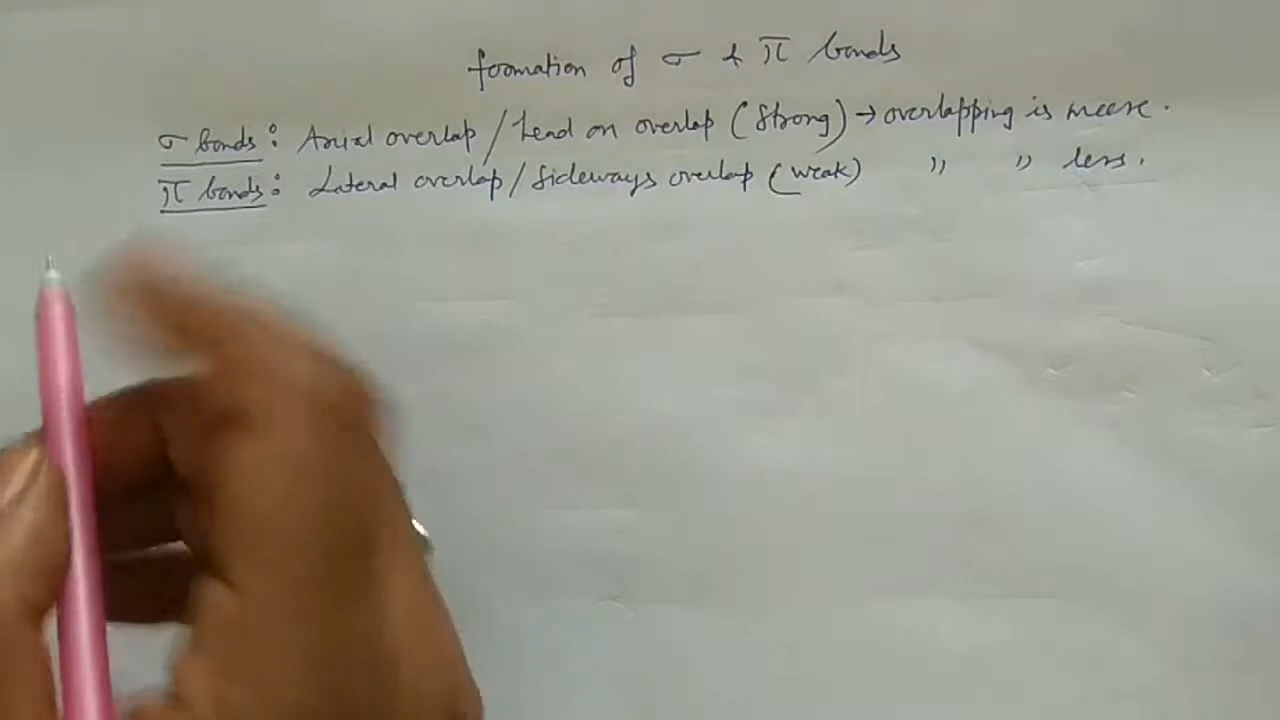 formation of σ & π bonds
σ bonds : Axial overlap / Head on overlap (Strong) → overlapping is more.
π bonds : Lateral overlap / Sideways overlap (weak) " " less.